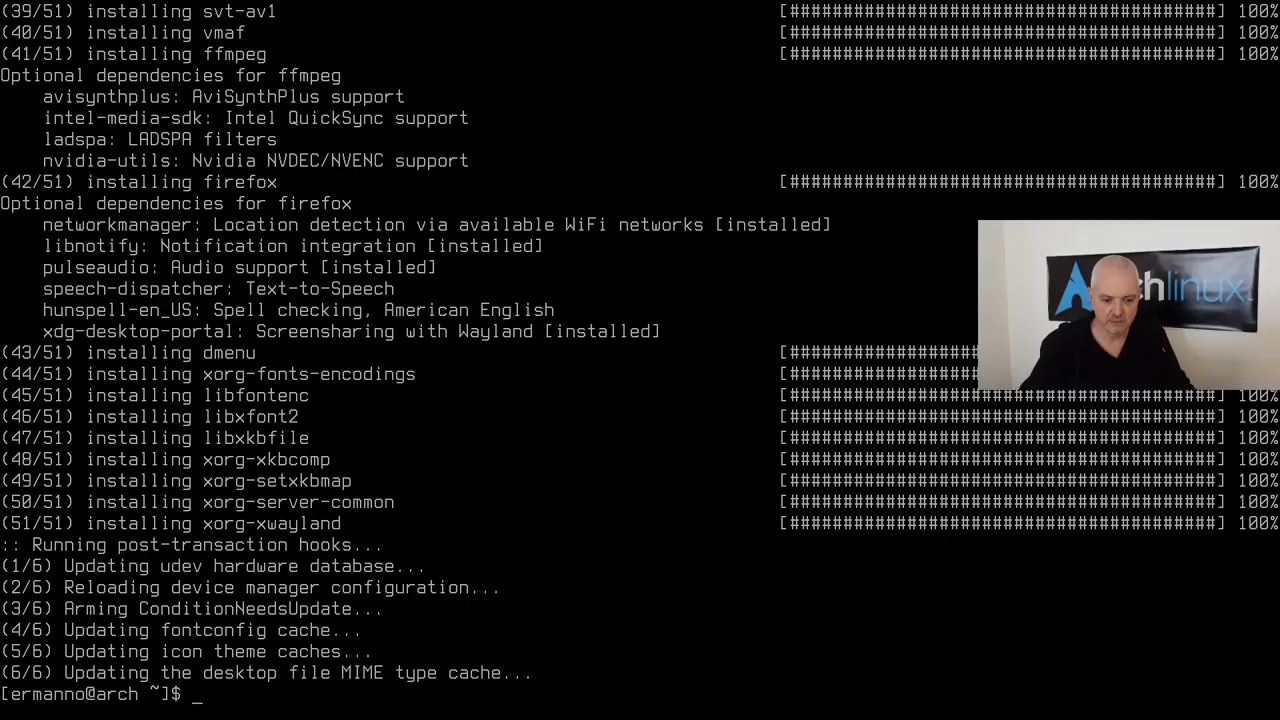 (39/51) installing svt-av1 [########################################] 100%
(40/51) installing vmaf [########################################] 100%
(41/51) installing ffmpeg [########################################] 100%
Optional dependencies for ffmpeg
    avisynthplus: AviSynthPlus support
    intel-media-sdk: Intel QuickSync support
    ladspa: LADSPA filters
    nvidia-utils: Nvidia NVDEC/NVENC support
(42/51) installing firefox [########################################] 100%
Optional dependencies for firefox
    networkmanager: Location detection via available WiFi networks [installed]
    libnotify: Notification integration [installed]
    pulseaudio: Audio support [installed]
    speech-dispatcher: Text-to-Speech
    hunspell-en_US: Spell checking, American English
    xdg-desktop-portal: Screensharing with Wayland [installed]
chlinux
(43/51) installing dmenu [##################
(44/51) installing xorg-fonts-encodings [##################
(45/51) installing libfontenc [########################################] 100%
(46/51) installing libxfont2 [########################################] 100%
(47/51) installing libxkbfile [########################################] 100%
(48/51) installing xorg-xkbcomp [########################################] 100%
(49/51) installing xorg-setxkbmap [########################################] 100%
(50/51) installing xorg-server-common [########################################] 100%
(51/51) installing xorg-xwayland [########################################] 100%
:: Running post-transaction hooks...
(1/6) Updating udev hardware database...
(2/6) Reloading device manager configuration...
(3/6) Arming ConditionNeedsUpdate...
(4/6) Updating fontconfig cache...
(5/6) Updating icon theme caches...
(6/6) Updating the desktop file MIME type cache...
[ermanno@arch ~]$ _